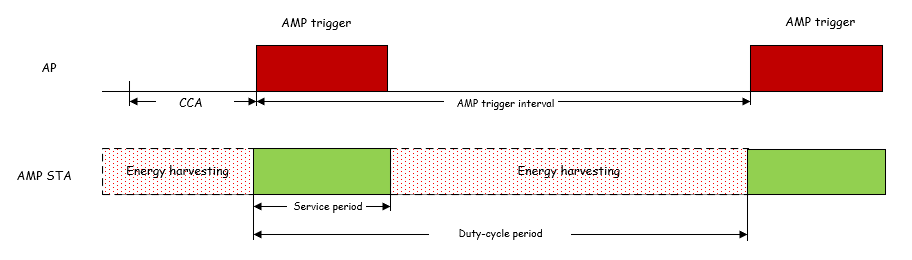 AMP trigger
AMP trigger
AP
CCA
AMP trigger interval
Energy harvesting
Energy harvesting
AMP STA
Service period
Duty-cycle period